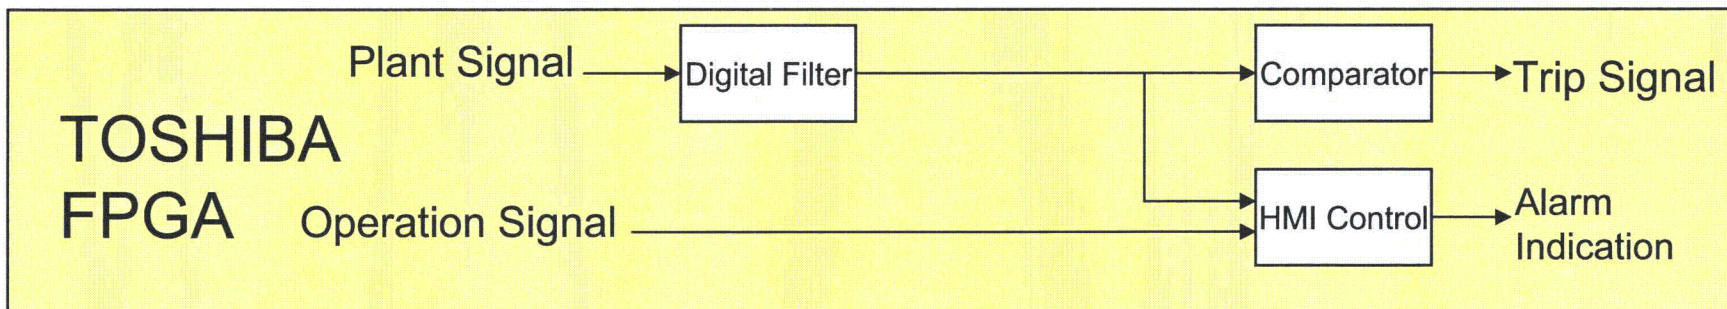 Plant Signal
Digital Filter
Comparator
Trip Signal
TOSHIBA
FPGA
Operation Signal
HMI Control
Alarm
Indication